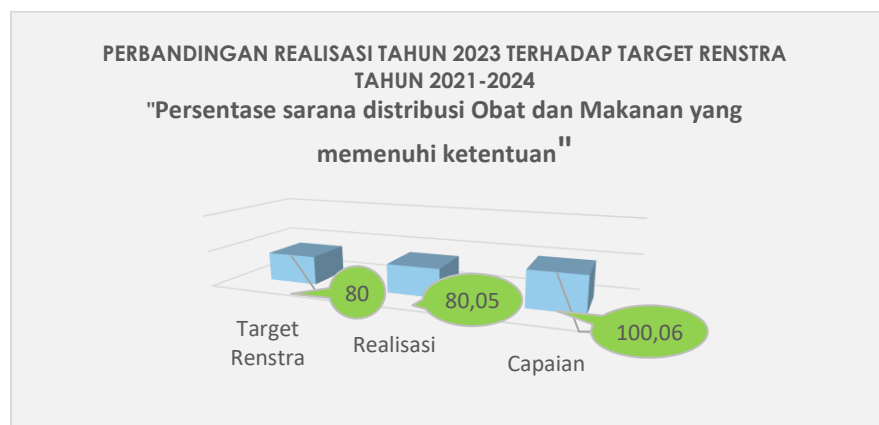 PERBANDINGAN REALISASI TAHUN 2023 TERHADAP TARGET RENSTRA
TAHUN 2021-2024
"Persentase sarana distribusi Obat dan Makanan yang
memenuhi ketentuan"
80
80,05
100,06
Target
Renstra
Realisasi
Capaian